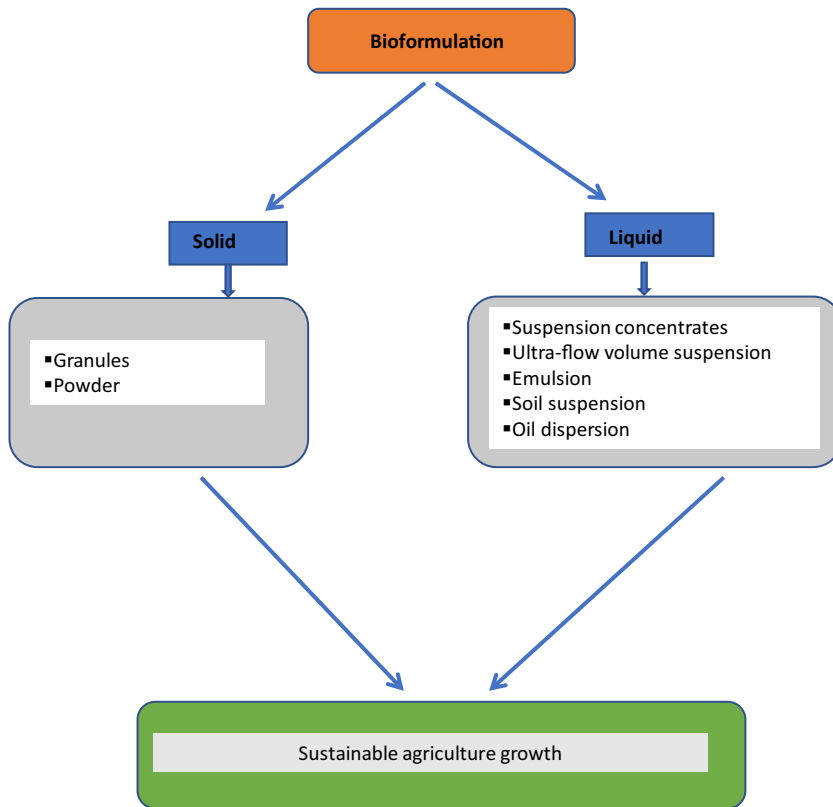 Bioformulation
Solid
Liquid
▪Granules
▪Powder
▪Suspension concentrates
▪Ultra-flow volume suspension
▪Emulsion
▪Soil suspension
▪Oil dispersion
Sustainable agriculture growth